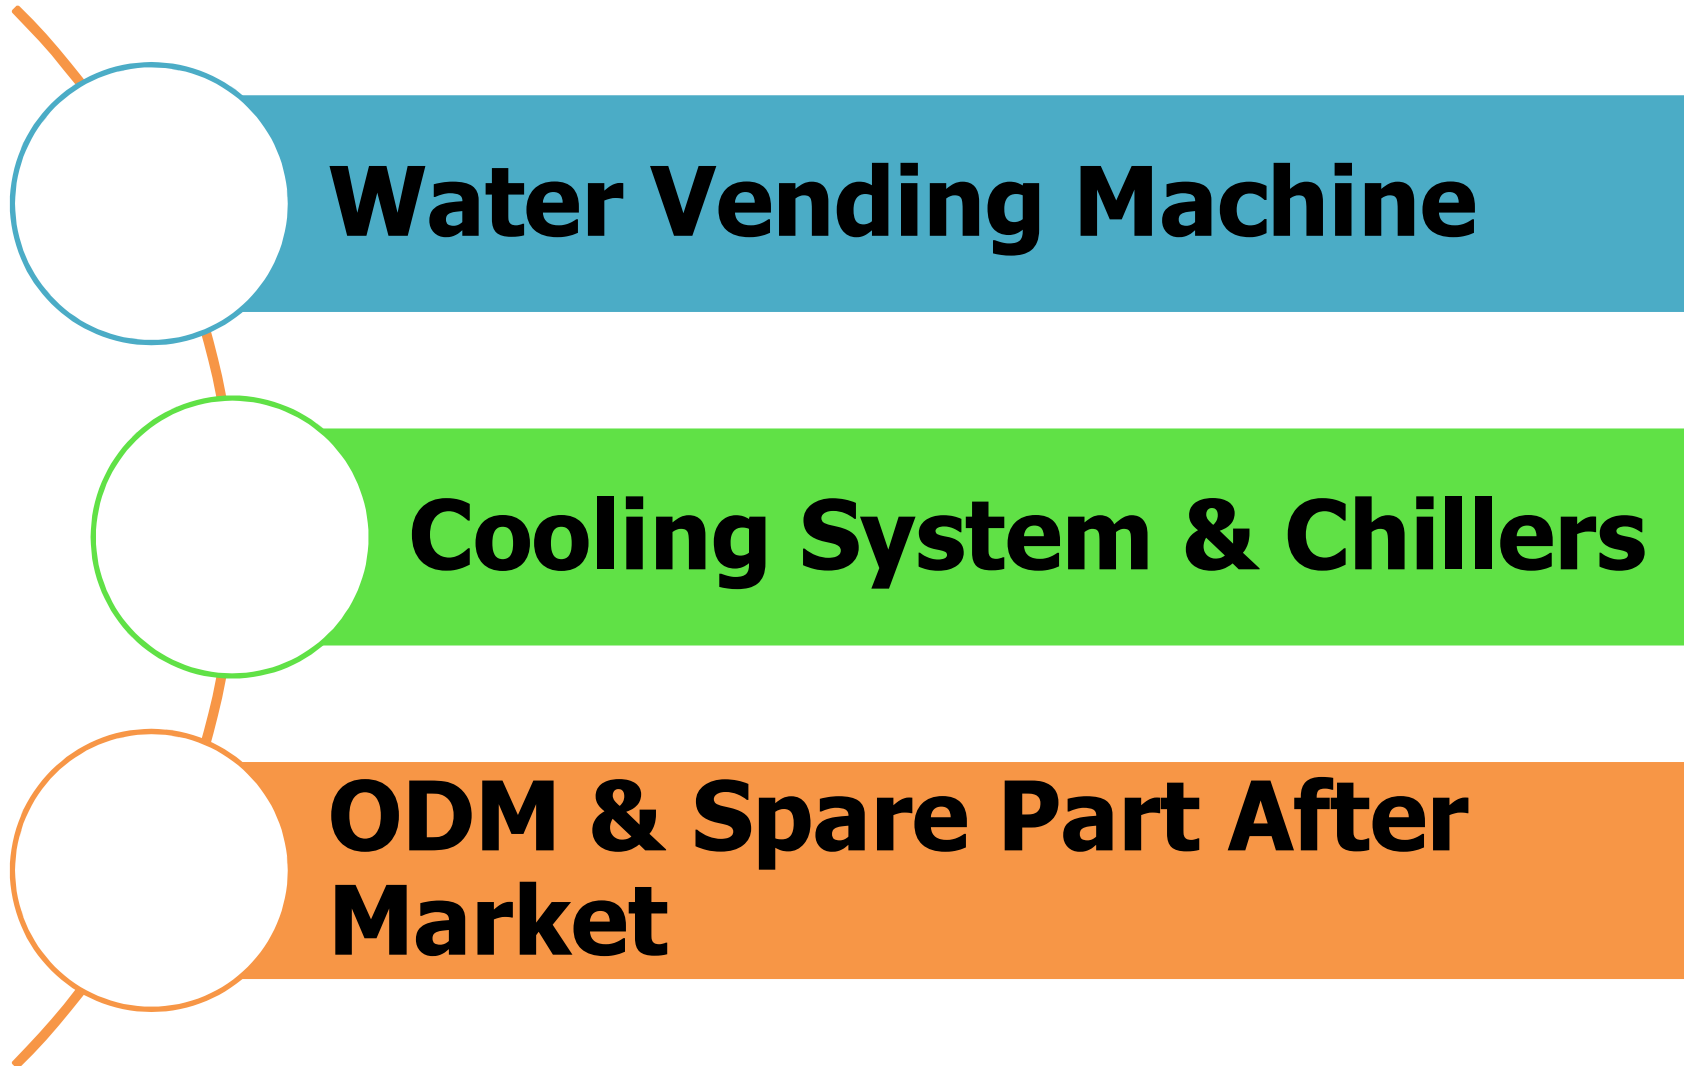 Water Vending Machine
Cooling System & Chillers
ODM & Spare Part After
Market